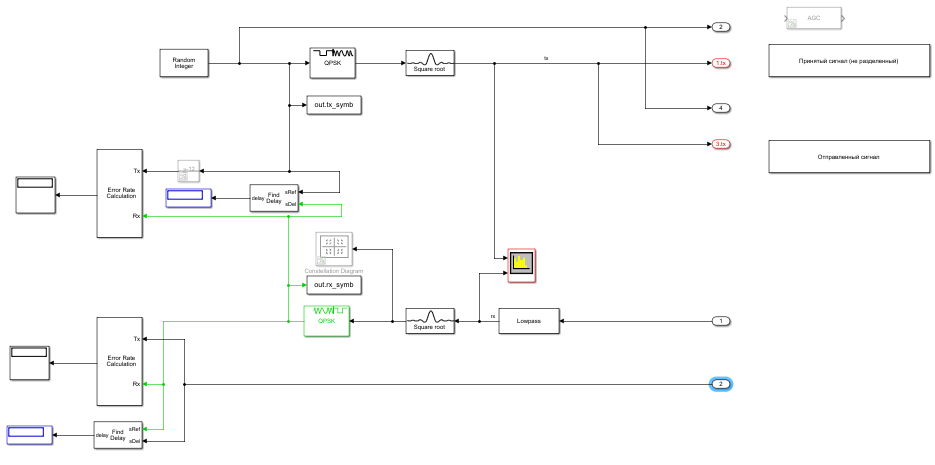 AGC
2
Random
Integer
QPSK
Square root
tx
1.tx
Принятый сигнал (не разделенный)
out.tx_symb
4
3.tx
Отправленный сигнал
Tx
Error Rate
Calculation
Rx
delay
Find
Delay
sRef
sDel
Constellation Diagram
out.rx_symb
QPSK
Square root
rx
Lowpass
1
Tx
Error Rate
Calculation
Rx
2
delay
Find
Delay
sRef
sDel